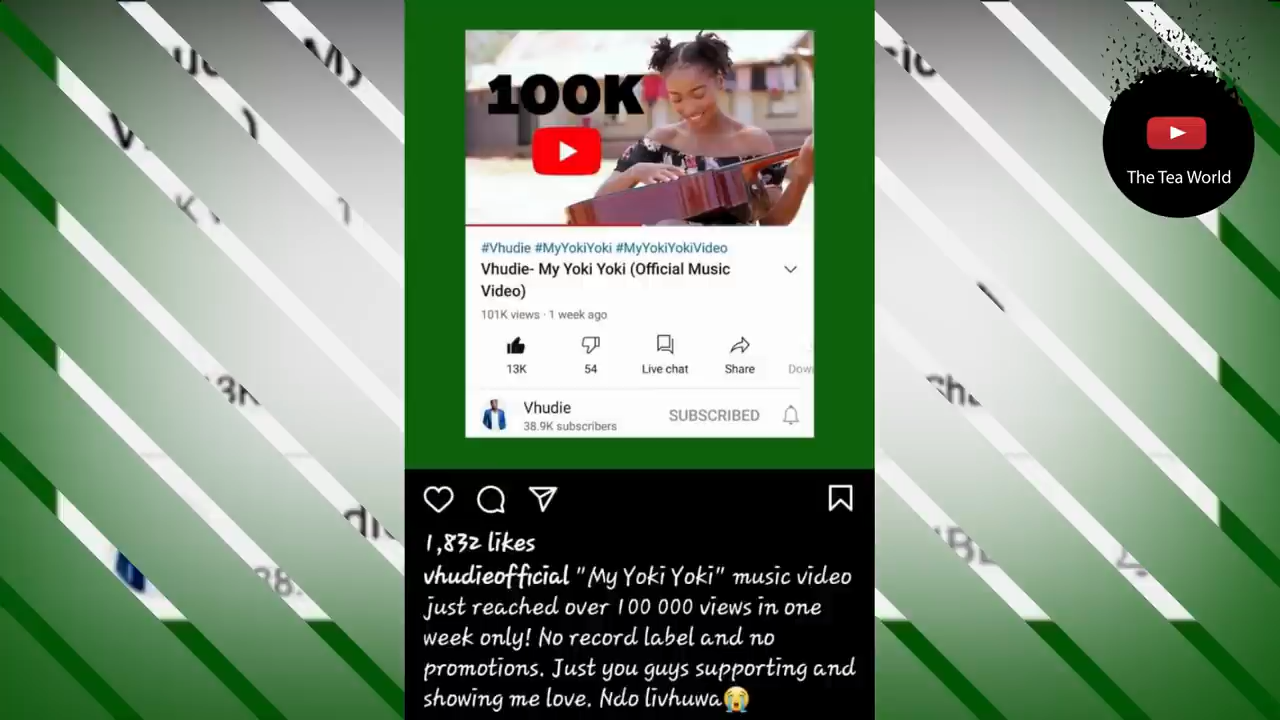 100K
The Tea World
#Vhudie #MyYokiYoki #MyYokiYokiVideo
Vhudie- My Yoki Yoki (Official Music
Video)
101K views · 1 week ago
13K
54
Live chat
Share
Dow
Vhudie
38.9K subscribers
SUBSCRIBED
1,832 likes
vhudieofficial "My Yoki Yoki" music video
just reached over 100 000 views in one
week only! No record label and no
promotions. Just you guys supporting and
showing me love. Ndo livhuwa😭